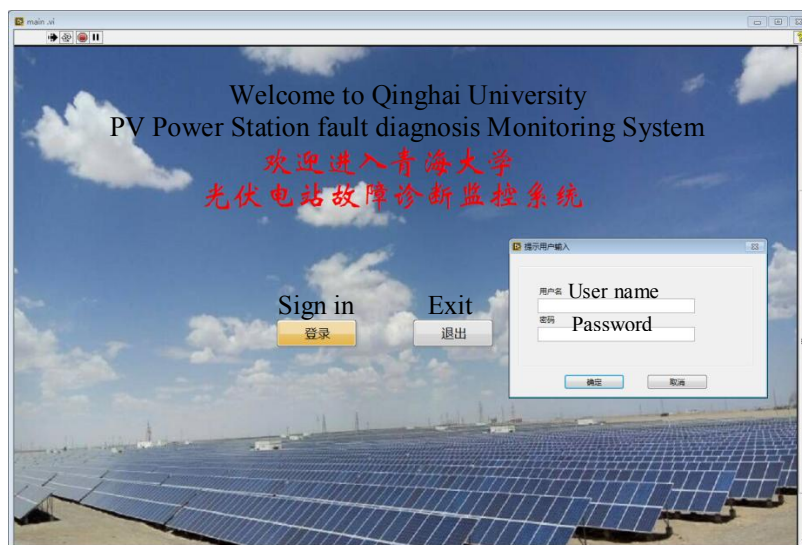 main .vi
Welcome to Qinghai University
PV Power Station fault diagnosis Monitoring System
欢迎进入青海大学
光伏电站故障诊断监控系统
提示用户输入
用户名 User name
密码 Password
Sign in Exit
登录 退出
确定 取消